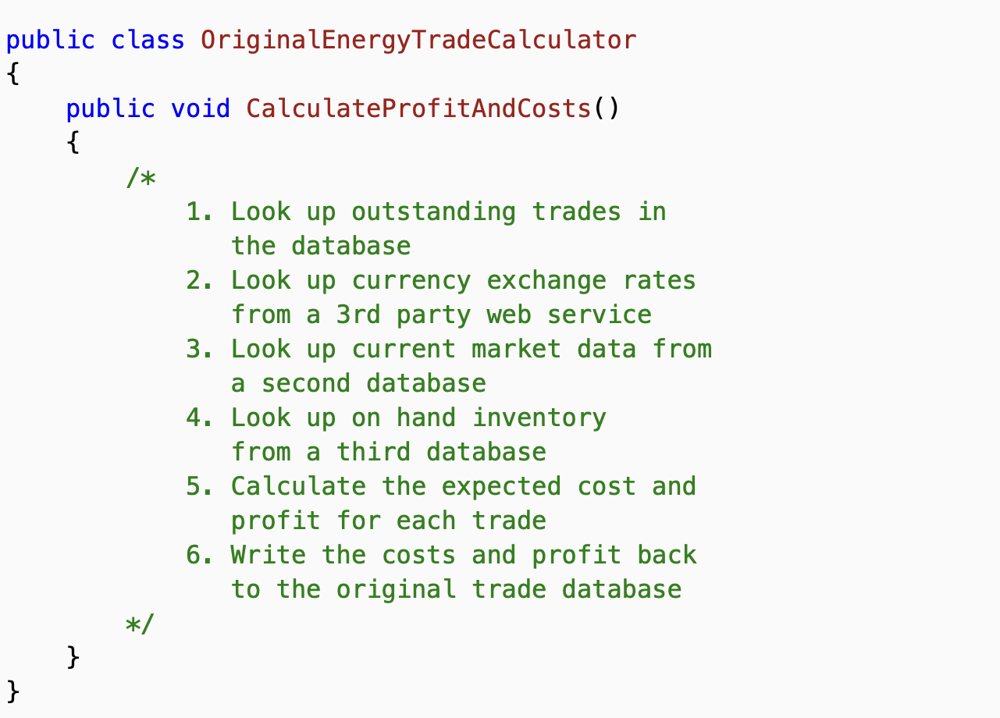 public class OriginalEnergyTradeCalculator
{
    public void CalculateProfitAndCosts()
    {
        /*
            1. Look up outstanding trades in
               the database
            2. Look up currency exchange rates
               from a 3rd party web service
            3. Look up current market data from
               a second database
            4. Look up on hand inventory
               from a third database
            5. Calculate the expected cost and
               profit for each trade
            6. Write the costs and profit back
               to the original trade database
        */
    }
}